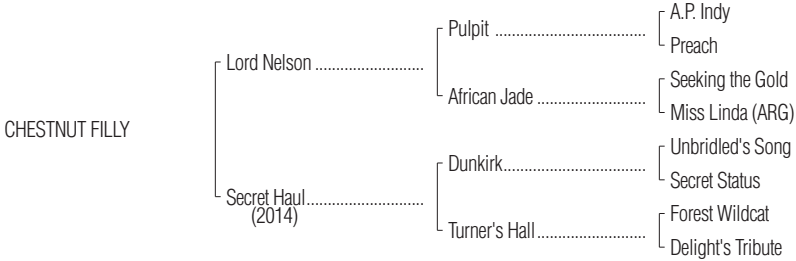 A.P. Indy
Pulpit ..............................
Preach
Lord Nelson ......................
Seeking the Gold
African Jade ......................
Miss Linda (ARG)
CHESTNUT FILLY
Unbridled's Song
Dunkirk..............................
Secret Status
Secret Haul........................
(2014)
Forest Wildcat
Turner's Hall......................
Delight's Tribute